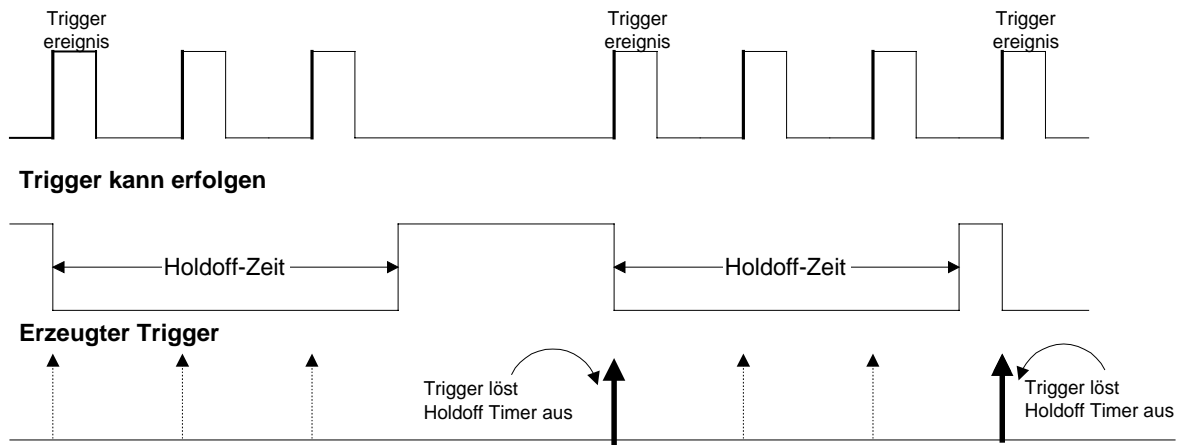 Trigger
ereignis
Trigger
ereignis
Trigger
ereignis
Trigger kann erfolgen
Holdoff-Zeit
Holdoff-Zeit
Erzeugter Trigger
Trigger löst
Holdoff Timer aus
Trigger löst
Holdoff Timer aus